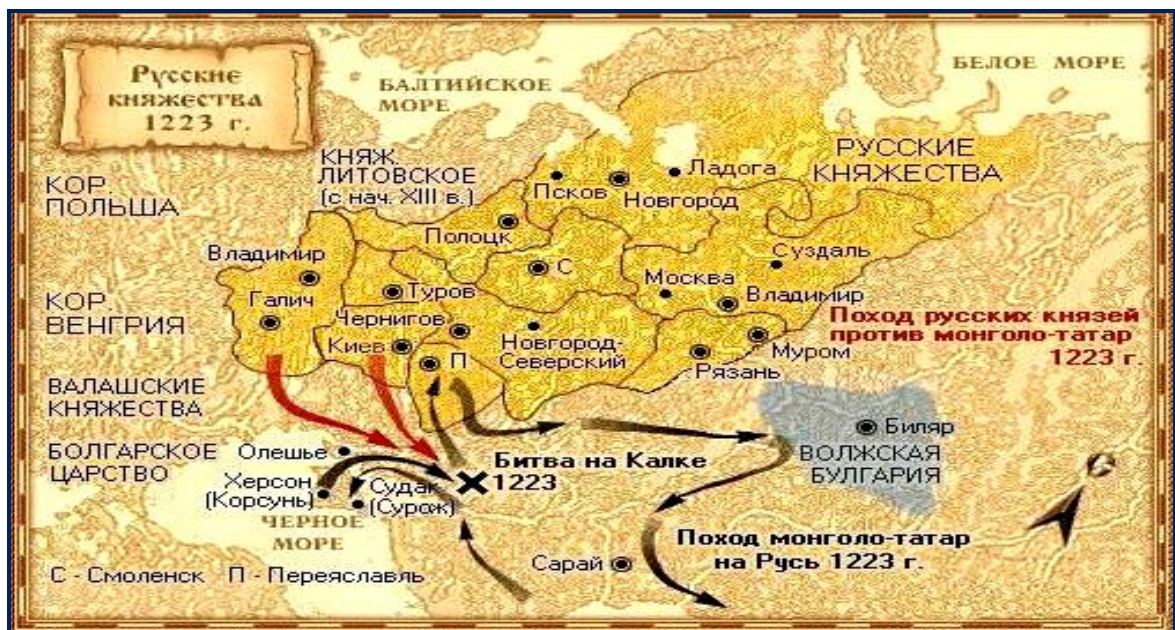 Русские
княжества
1223 г.
БАЛТИЙСКОЕ
МОРЕ
БЕЛОЕ МОРЕ
КНЯЖ.
ЛИТОВСКОЕ
(с нач. XIII в.)
РУССКИЕ
КНЯЖЕСТВА
КОР.
ПОЛЬША
Псков
Ладога
Новгород
Полоцк
Владимир
С
Суздаль
Москва
Галич
Туров
Владимир
КОР.
ВЕНГРИЯ
Чернигов
Киев
П
Новгород-
Северский
Поход русских князей
против монголо-татар
1223 г.
Муром
Рязань
ВАЛАШСКИЕ
КНЯЖЕСТВА
БОЛГАРСКОЕ
ЦАРСТВО
Олешье
Битва на Калке
1223
Биляр
ВОЛЖСКАЯ
БУЛГАРИЯ
Херсон
(Корсунь)
Судак
(Сурож)
ЧЕРНОЕ
МОРЕ
Сарай
Поход монголо-татар
на Русь 1223 г.
С - Смоленск П - Переяславль
С